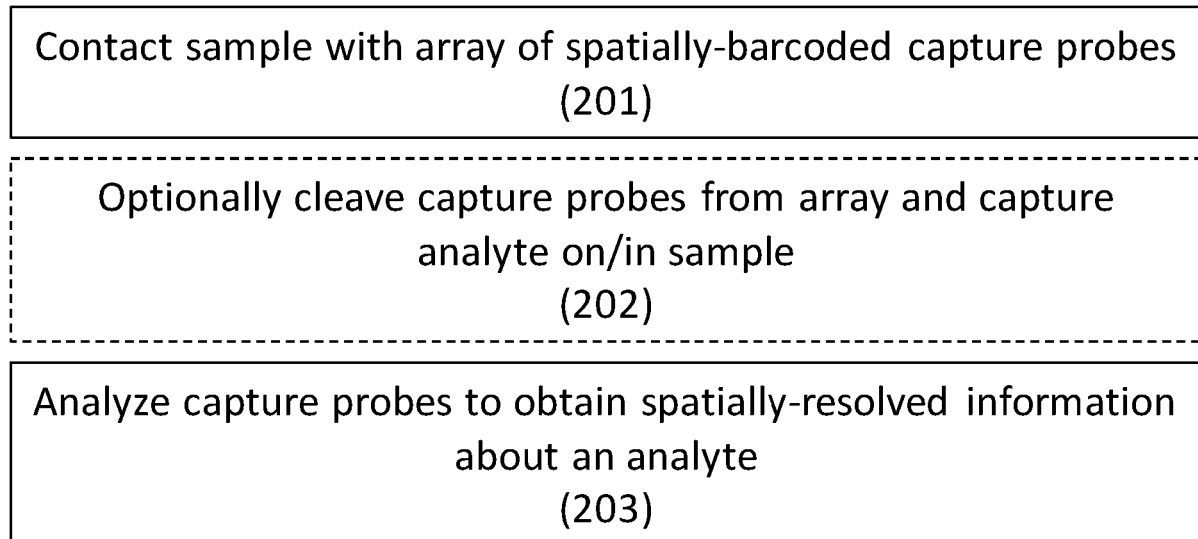 Contact sample with array of spatially-barcoded capture probes
(201)
Optionally cleave capture probes from array and capture
analyte on/in sample
(202)
Analyze capture probes to obtain spatially-resolved information
about an analyte
(203)